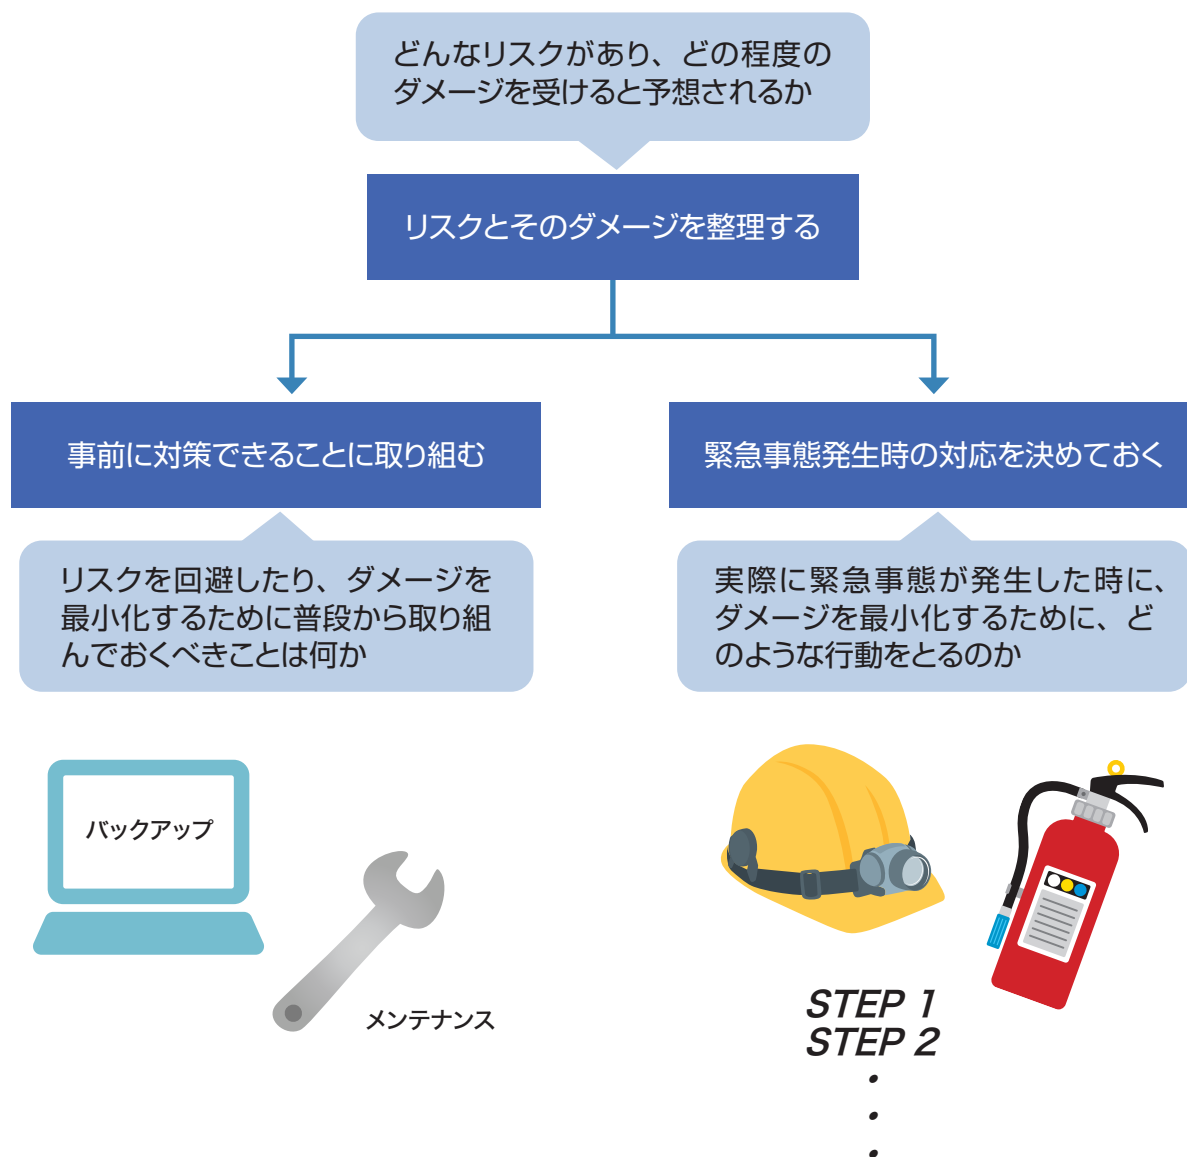 どんなリスクがあり、どの程度の
ダメージを受けると予想されるか
リスクとそのダメージを整理する
事前に対策できることに取り組む
リスクを回避したり、ダメージを
最小化するために普段から取り組
んでおくべきことは何か
バックアップ
メンテナンス
緊急事態発生時の対応を決めておく
実際に緊急事態が発生した時に、
ダメージを最小化するために、ど
のような行動をとるのか
STEP 1
STEP 2
・
・
・